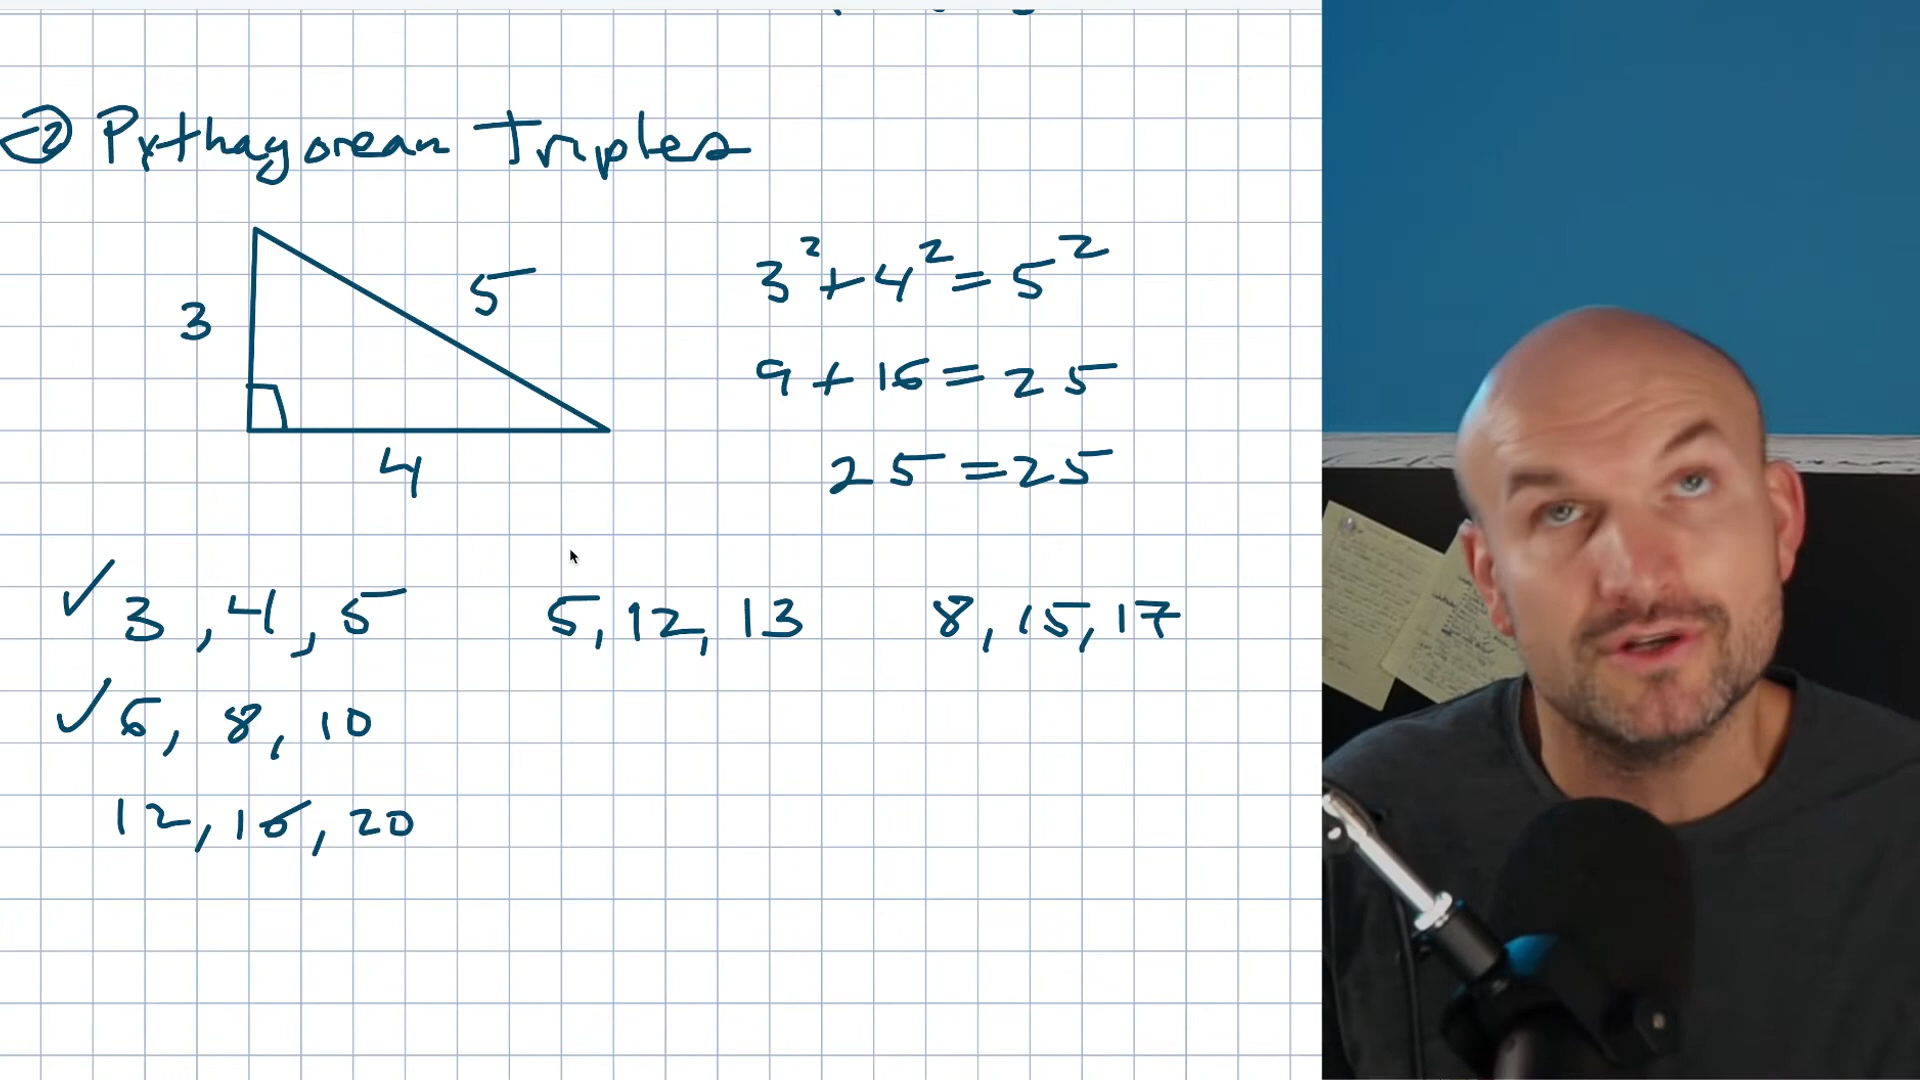 ② Pythagorean Triples
3
5
4
3²+4²=5²
9+16=25
25=25
✓ 3, 4, 5
5, 12, 13
8, 15, 17
✓ 6, 8, 10
12, 16, 20